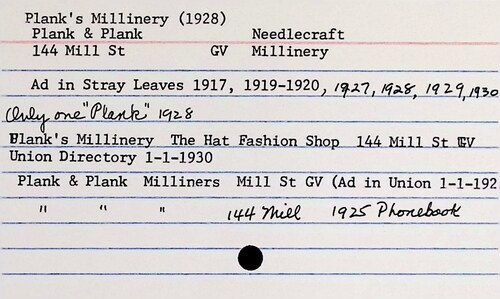 Plank's Millinery (1928)
Plank & Plank Needlecraft
144 Mill St GV Millinery
Ad in Stray Leaves 1917, 1919-1920, 1927, 1928, 1929, 1930
Only one "Plank" 1928
Plank's Millinery The Hat Fashion Shop 144 Mill St GV
Union Directory 1-1-1930
Plank & Plank Milliners Mill St GV (Ad in Union 1-1-192
" " " 144 Mill 1925 Phonebook